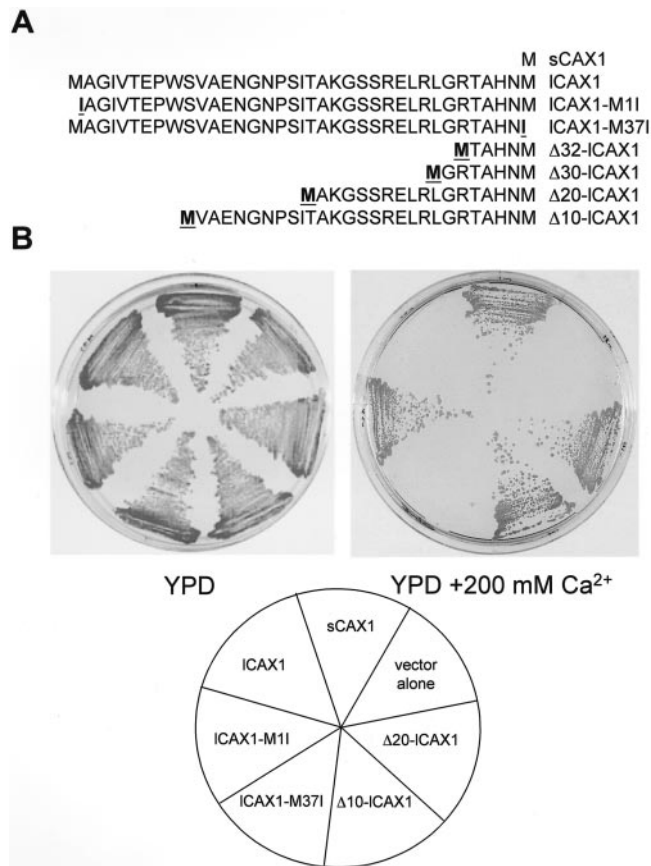 A
M sCAX1
MAGIVTEPWSVAENGNPSITAKGSSRELRLGRTAHNM lCAX1
IAGIVTEPWSVAENGNPSITAKGSSRELRLGRTAHNM lCAX1-M1I
MAGIVTEPWSVAENGNPSITAKGSSRELRLGRTAHNI lCAX1-M37I
MTAHNM Δ32-lCAX1
MGRTAHNM Δ30-lCAX1
MAKGSSRELRLGRTAHNM Δ20-lCAX1
MVAENGNPSITAKGSSRELRLGRTAHNM Δ10-lCAX1
B
YPD
YPD +200 mM Ca²⁺
sCAX1
lCAX1
vector
alone
lCAX1-M1I
Δ20-lCAX1
lCAX1-M37I
Δ10-lCAX1